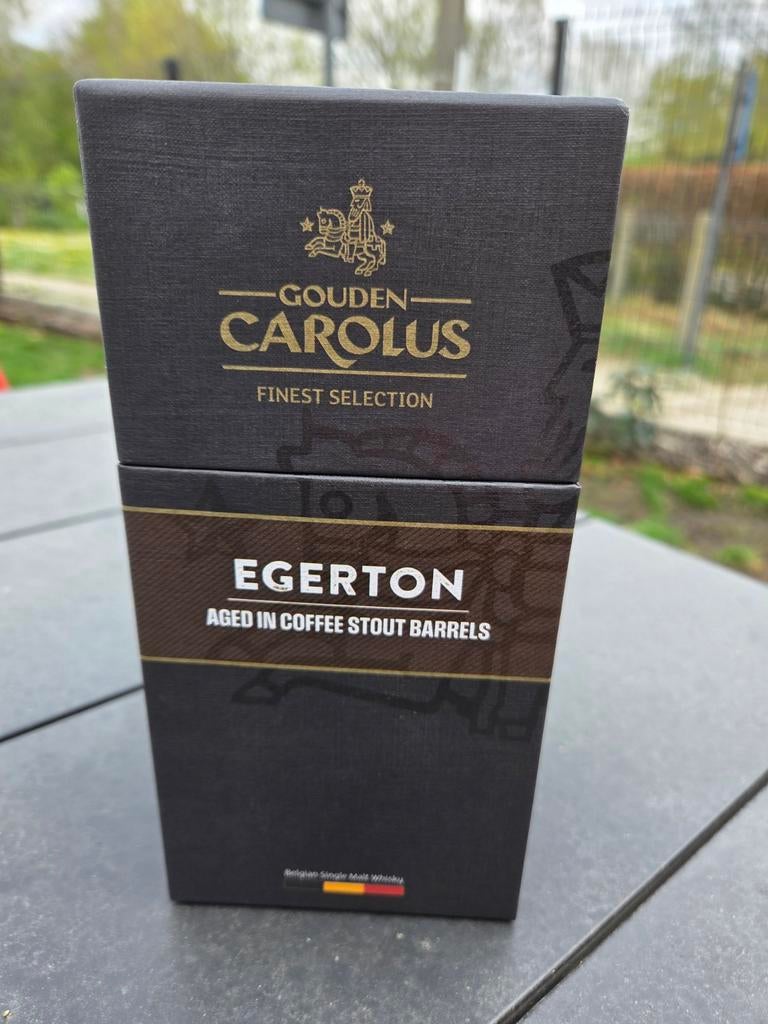 GOUDEN
CAROLUS
FINEST SELECTION
EGERTON
AGED IN COFFEE STOUT BARRELS
Belgian Single Malt Whisky